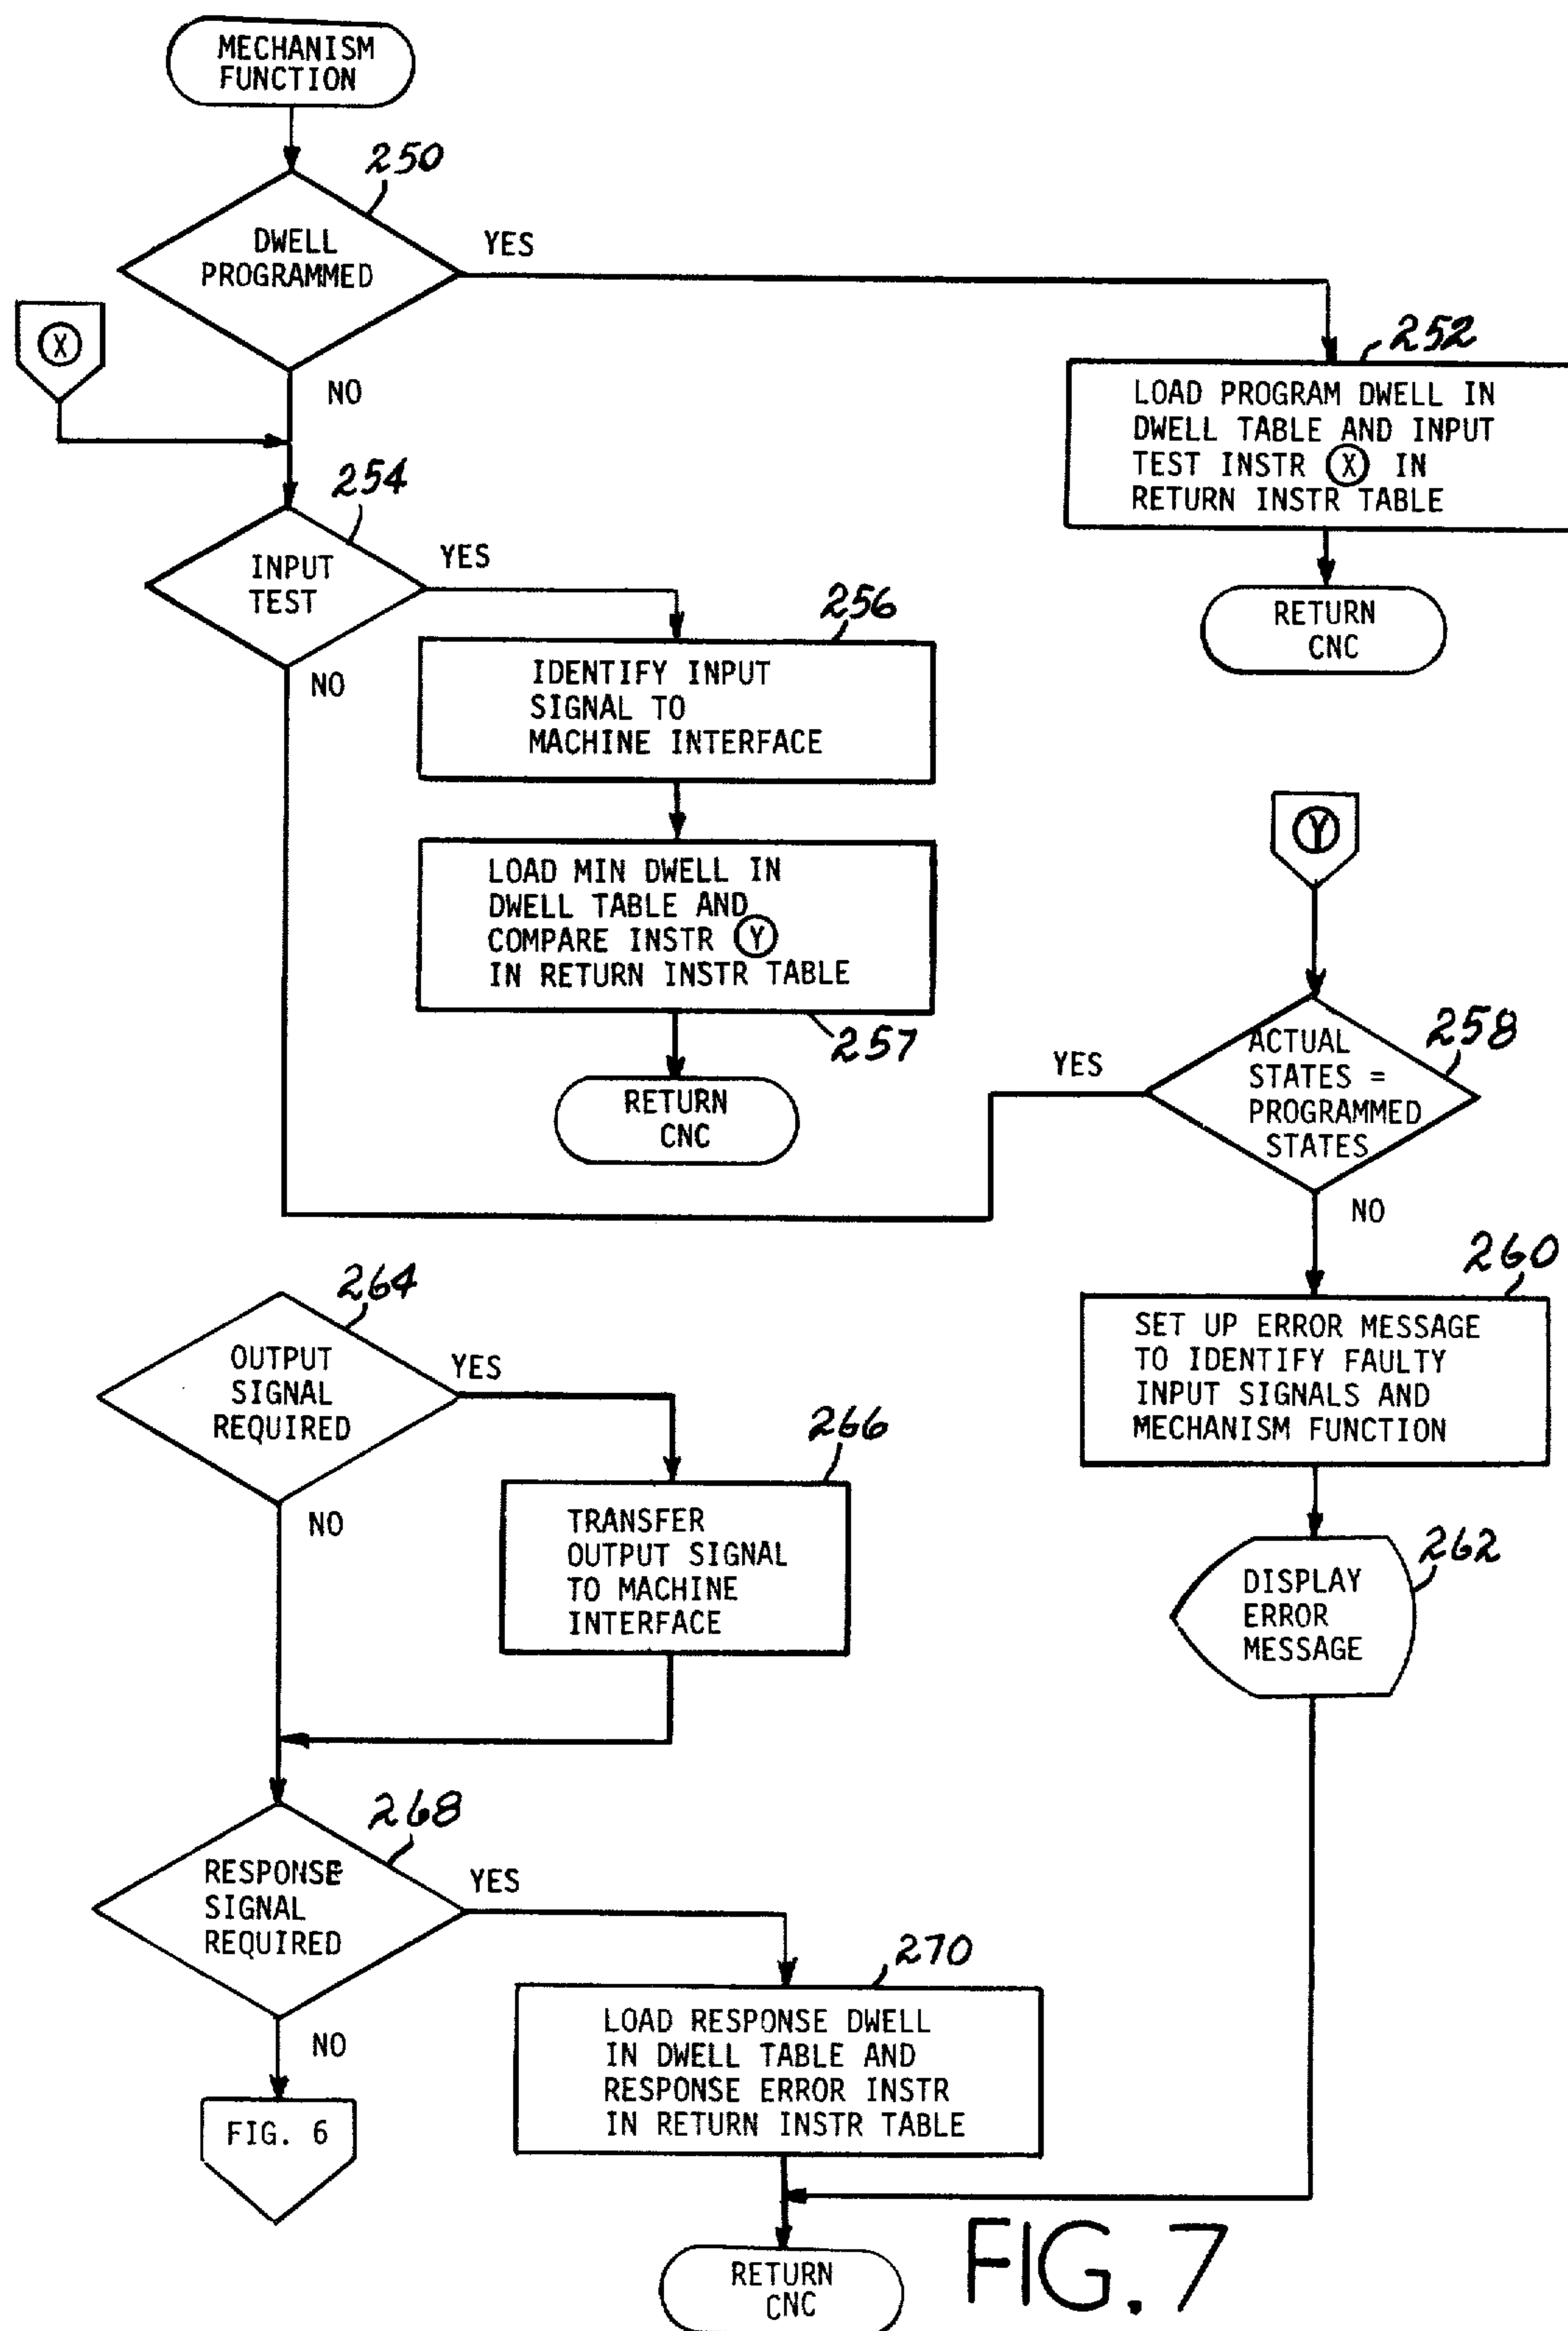 MECHANISM
FUNCTION
250
DWELL
PROGRAMMED
YES
NO
X
252
LOAD PROGRAM DWELL IN
DWELL TABLE AND INPUT
TEST INSTR X IN
RETURN INSTR TABLE
RETURN
CNC
254
INPUT
TEST
YES
NO
256
IDENTIFY INPUT
SIGNAL TO
MACHINE INTERFACE
LOAD MIN DWELL IN
DWELL TABLE AND
COMPARE INSTR Y
IN RETURN INSTR TABLE
257
RETURN
CNC
Y
258
ACTUAL
STATES =
PROGRAMMED
STATES
YES
NO
260
SET UP ERROR MESSAGE
TO IDENTIFY FAULTY
INPUT SIGNALS AND
MECHANISM FUNCTION
262
DISPLAY
ERROR
MESSAGE
264
OUTPUT
SIGNAL
REQUIRED
YES
NO
266
TRANSFER
OUTPUT SIGNAL
TO MACHINE
INTERFACE
268
RESPONSE
SIGNAL
REQUIRED
YES
NO
FIG. 6
270
LOAD RESPONSE DWELL
IN DWELL TABLE AND
RESPONSE ERROR INSTR
IN RETURN INSTR TABLE
RETURN
CNC
FIG. 7